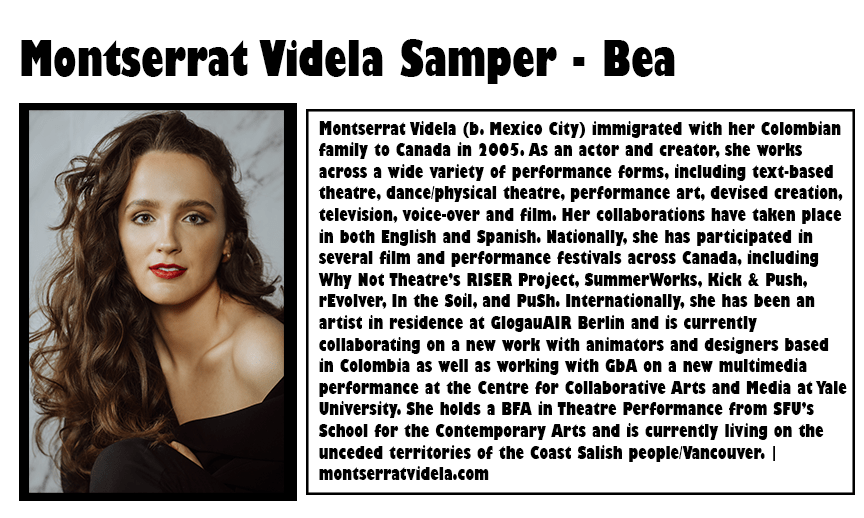 Montserrat Videla Samper - Bea
Montserrat Videla (b. Mexico City) immigrated with her Colombian
family to Canada in 2005. As an actor and creator, she works
across a wide variety of performance forms, including text-based
theatre, dance/physical theatre, performance art, devised creation,
television, voice-over and film. Her collaborations have taken place
in both English and Spanish. Nationally, she has participated in
several film and performance festivals across Canada, including
Why Not Theatre's RISER Project, SummerWorks, Kick & Push,
rEvolver, In the Soil, and PuSh. Internationally, she has been an
artist in residence at GlogauAIR Berlin and is currently
collaborating on a new work with animators and designers based
in Colombia as well as working with GbA on a new multimedia
performance at the Centre for Collaborative Arts and Media at Yale
University. She holds a BFA in Theatre Performance from SFU's
School for the Contemporary Arts and is currently living on the
unceded territories of the Coast Salish people/Vancouver. |
montserratvidela.com